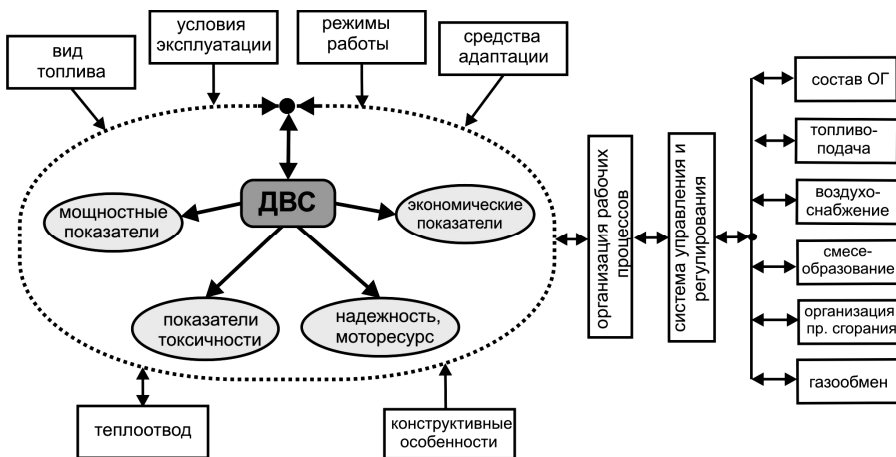 вид
топлива
условия
эксплуатации
режимы
работы
средства
адаптации
ДВС
мощностные
показатели
экономические
показатели
показатели
токсичности
надежность,
моторесурс
теплоотвод
конструктивные
особенности
организация рабочих
процессов
система управления и
регулирования
состав ОГ
топливо-
подача
воздухо-
снабжение
смесе-
образование
организация
пр. сгорания
газообмен